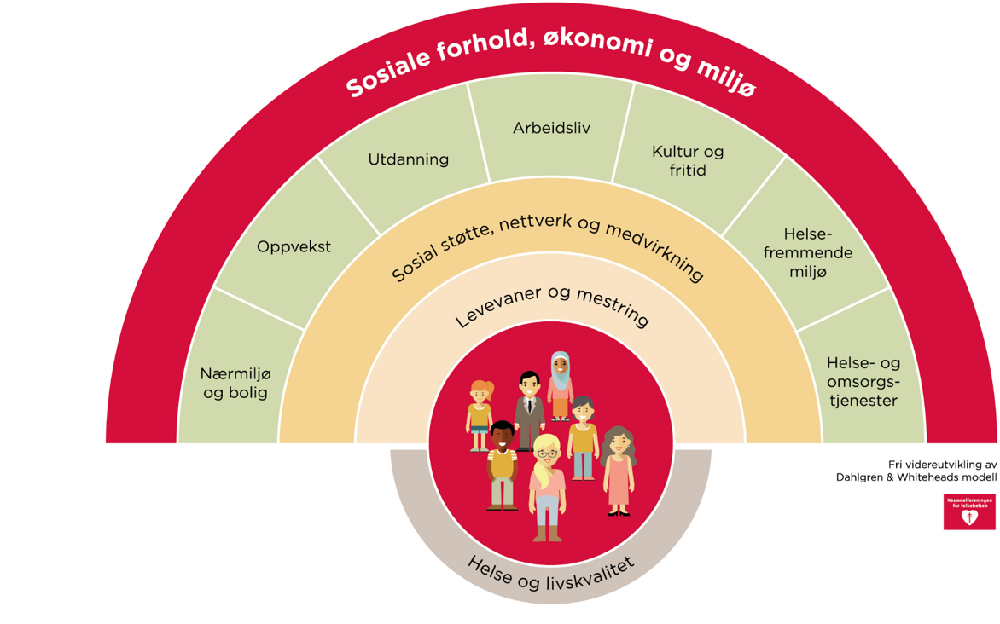 Sosiale forhold, økonomi og miljø
Arbeidsliv
Utdanning
Kultur og
fritid
Oppvekst
Helse-
fremmende
miljø
Nærmiljø
og bolig
Helse- og
omsorgs-
tjenester
Sosial støtte, nettverk og medvirkning
Levevaner og mestring
Helse og livskvalitet
Fri videreutvikling av
Dahlgren & Whiteheads modell
Nasjonalforeningen
for folkehelsen